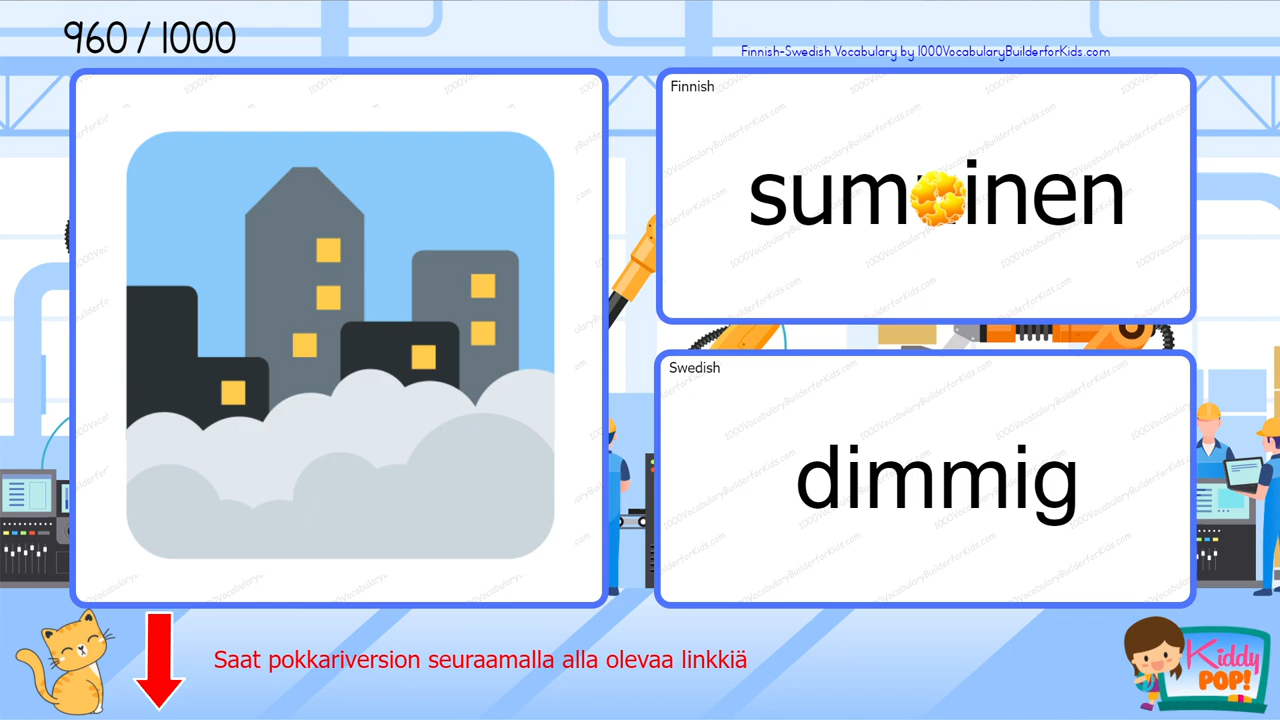 960 / 1000
Finnish-Swedish Vocabulary by 1000VocabularyBuilderforKids.com
Finnish
Swedish
dimmig
Saat pokkariversion seuraamalla alla olevaa linkkiä
Kiddy
POP!